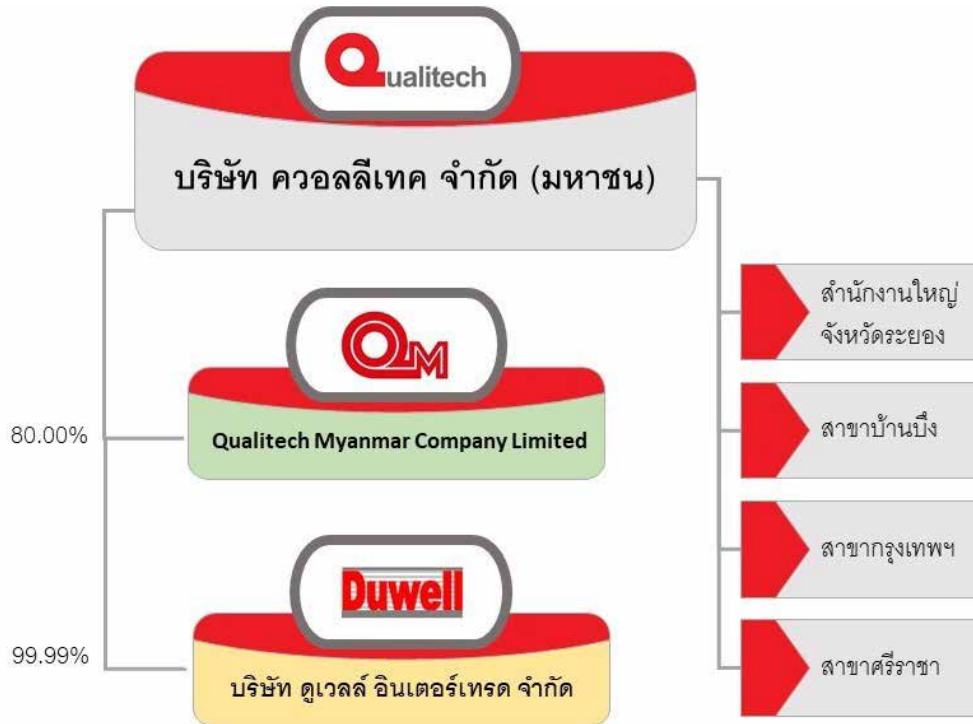 Qualitech
บริษัท ควอลลีเทค จำกัด (มหาชน)
QM
80.00%
Qualitech Myanmar Company Limited
Duwell
99.99%
บริษัท ดูเวลล์ อินเตอร์เทรด จำกัด
สำนักงานใหญ่
จังหวัดระยอง
สาขาบ้านบึง
สาขากรุงเทพฯ
สาขาศรีราชา